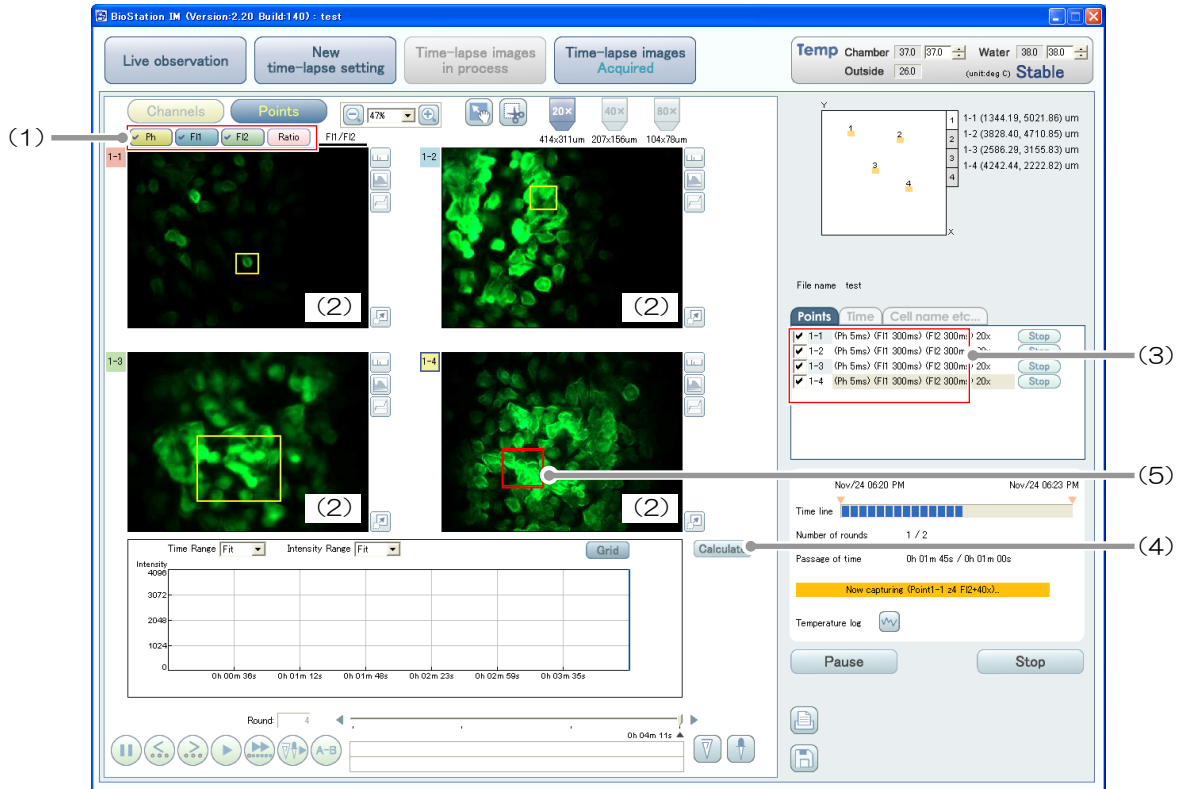 BioStation IM (Version:2.20 Build:140) : test
Live observation
New
time-lapse setting
Time-lapse images
in process
Time-lapse images
Acquired
Temp Chamber 37.0 37.0 Water 38.0 38.0
Outside 26.0 (unit:deg C) Stable
Channels Points 47% 20× 40× 80×
(1) Ph Fl1 Fl2 Ratio Fl1/Fl2
414x311um 207x156um 104x78um
1-1
(2)
1-2
(2)
1-3
(2)
1-4
(2)
(5)
Y
1
2
3
4
X
1
2
3
4
1-1 (1344.19, 5021.86) um
1-2 (3828.40, 4710.85) um
1-3 (2586.29, 3155.83) um
1-4 (4242.44, 2222.82) um
File name test
Points Time Cell name etc...
1-1 (Ph 5ms) (Fl1 300ms) (Fl2 300ms) 20x Stop
1-2 (Ph 5ms) (Fl1 300ms) (Fl2 300m
1-3 (Ph 5ms) (Fl1 300ms) (Fl2 300ms) 20x Stop
1-4 (Ph 5ms) (Fl1 300ms) (Fl2 300ms) 20x Stop
(3)
Nov/24 06:20 PM Nov/24 06:23 PM
Time line
Number of rounds 1 / 2
Passage of time 0h 01m 45s / 0h 01m 00s
Now capturing (Point1-1 z4 Fl2+40x)..
Temperature log
Pause Stop
Time Range Fit Intensity Range Fit Grid
Calculate
(4)
Intensity
4096
3072
2048
1024
0
0h 00m 36s 0h 01m 12s 0h 01m 48s 0h 02m 23s 0h 02m 59s 0h 03m 35s
Round: 4
0h 04m 11s
A-B